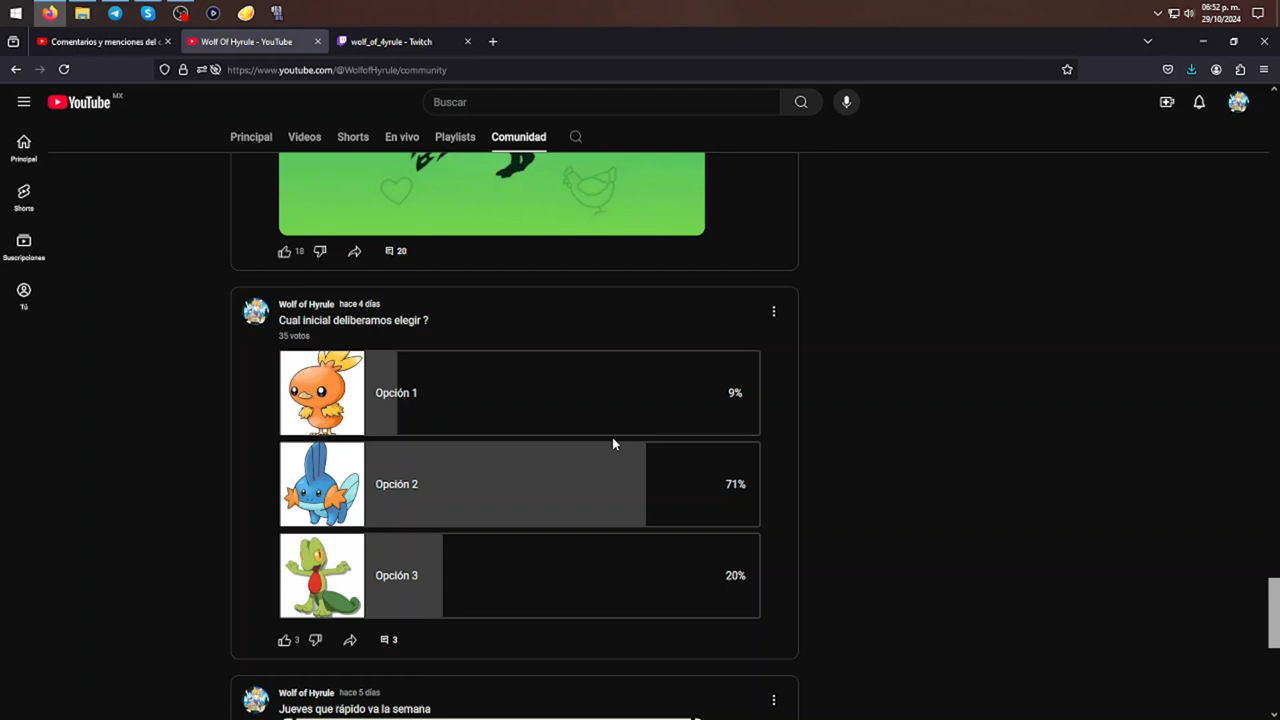 06:52 p. m.
29/10/2024
Comentarios y menciones del c
Wolf Of Hyrule - YouTube
wolf_of_4yrule - Twitch
https://www.youtube.com/@WolfofHyrule/community
YouTube MX
Buscar
Principal
Videos
Shorts
En vivo
Playlists
Comunidad
Principal
Shorts
Suscripciones
Tú
18
20
Wolf of Hyrule hace 4 días
Cual inicial deliberamos elegir ?
35 votos
Opción 1 9%
Opción 2 71%
Opción 3 20%
3
3
Wolf of Hyrule hace 5 días
Jueves que rápido va la semana